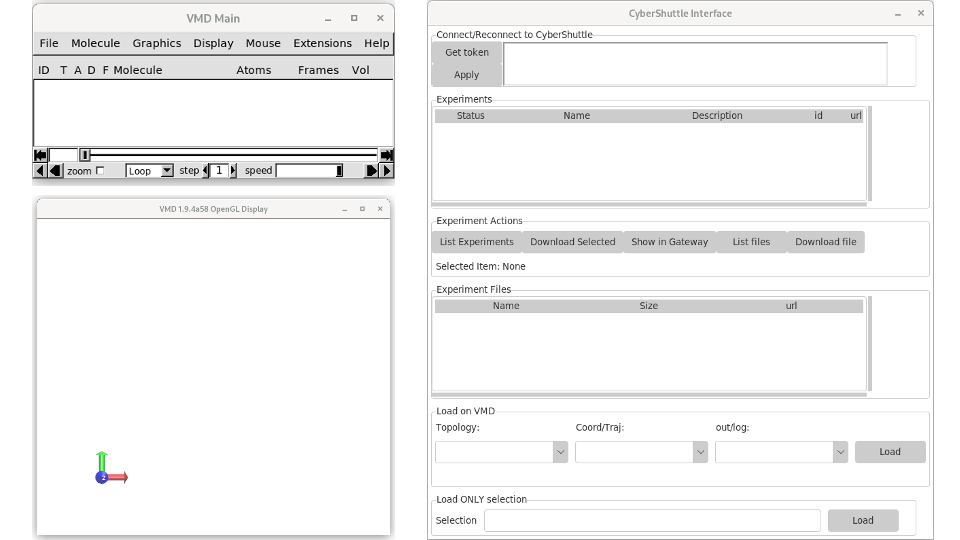 VMD Main
File Molecule Graphics Display Mouse Extensions Help
ID T A D F Molecule Atoms Frames Vol
zoom Loop step 1 speed
VMD 1.9.4a58 OpenGL Display
z
CyberShuttle Interface
Connect/Reconnect to CyberShuttle
Get token
Apply
Experiments
Status Name Description id url
Experiment Actions
List Experiments Download Selected Show in Gateway List files Download file
Selected Item: None
Experiment Files
Name Size url
Load on VMD
Topology: Coord/Traj: out/log:
Load
Load ONLY selection
Selection Load